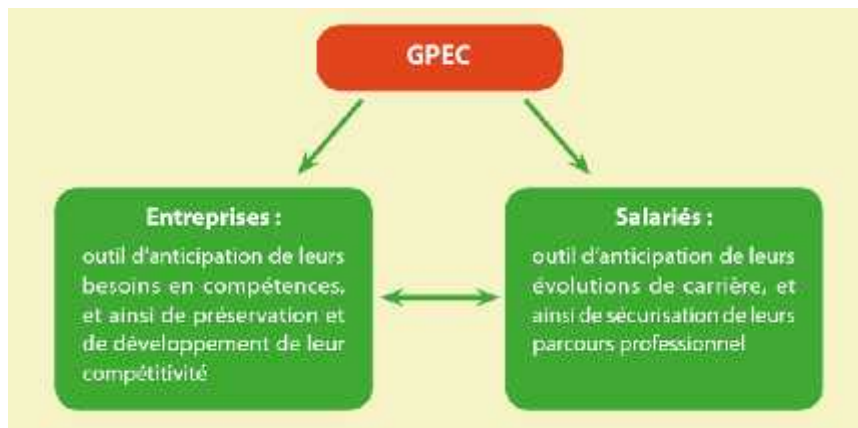 GPEC
Entreprises :
outil d'anticipation de leurs
besoins en compétences,
et ainsi de préservation et
de développement de leur
compétitivité
Salariés :
outil d'anticipation de leurs
évolutions de carrière, et
ainsi de sécurisation de leurs
parcours professionnel